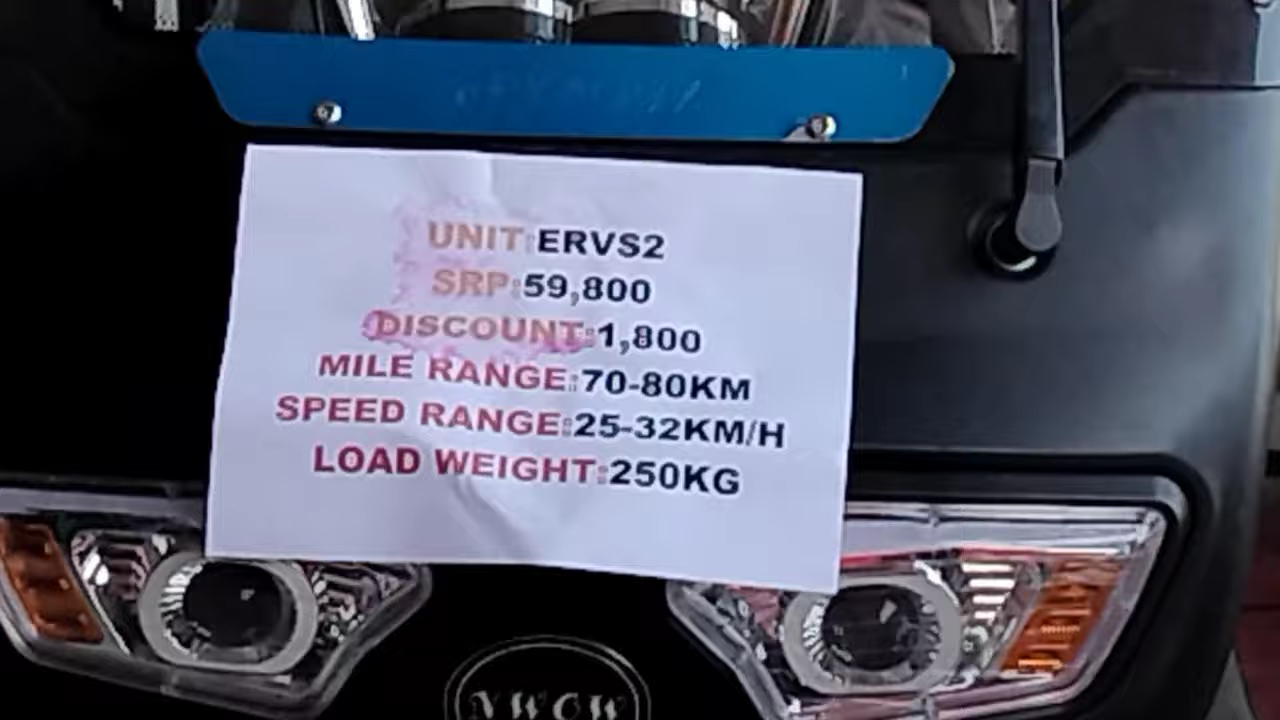 UNIT:ERVS2
SRP:59,800
DISCOUNT:1,800
MILE RANGE:70-80KM
SPEED RANGE:25-32KM/H
LOAD WEIGHT:250KG
NWOW